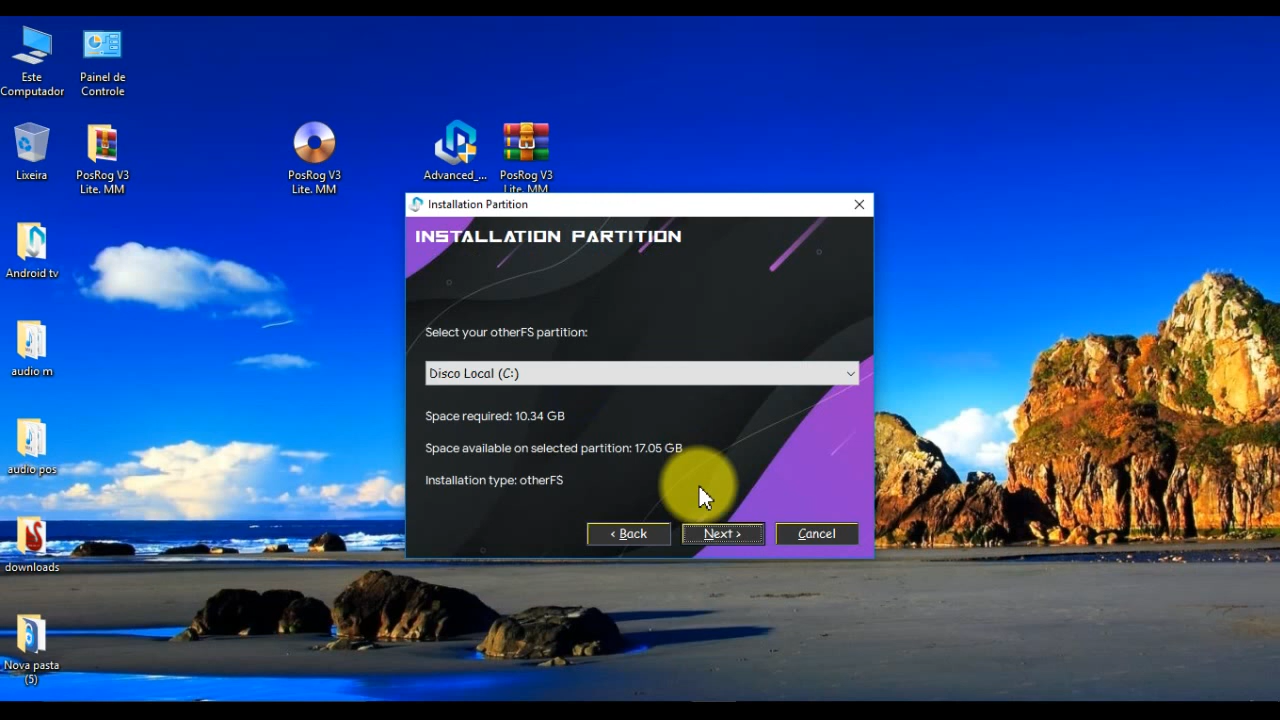 Este
Computador
Painel de
Controle
Lixeira
PosRog V3
Lite. MM
PosRog V3
Lite. MM
Advanced_...
PosRog V3
Lite. MM
Android tv
audio m
audio pos
downloads
Nova pasta
(5)
Installation Partition
INSTALLATION PARTITION
Select your otherFS partition:
Disco Local (C:)
Space required: 10.34 GB
Space available on selected partition: 17.05 GB
Installation type: otherFS
‹ Back
Next ›
Cancel